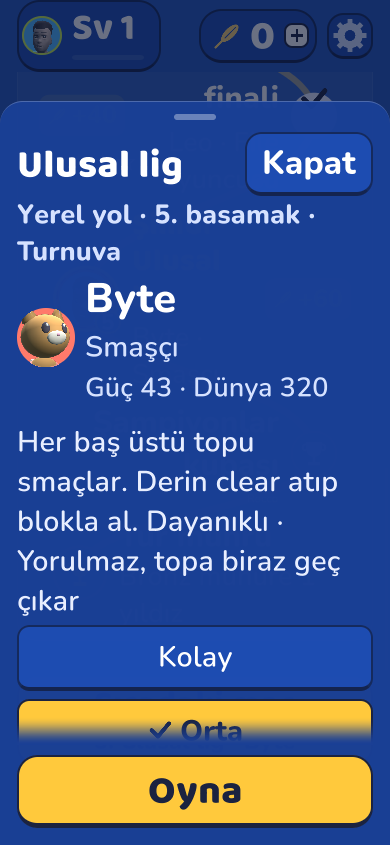 Sv 1
0
finali
Ulusal lig
Kapat
Yerel yol · 5. basamak ·
Turnuva
Byte
Smaşçı
Güç 43 · Dünya 320
Her baş üstü topu
smaçlar. Derin clear atıp
blokla al. Dayanıklı ·
Yorulmaz, topa biraz geç
çıkar
Kolay
✓ Orta
Oyna